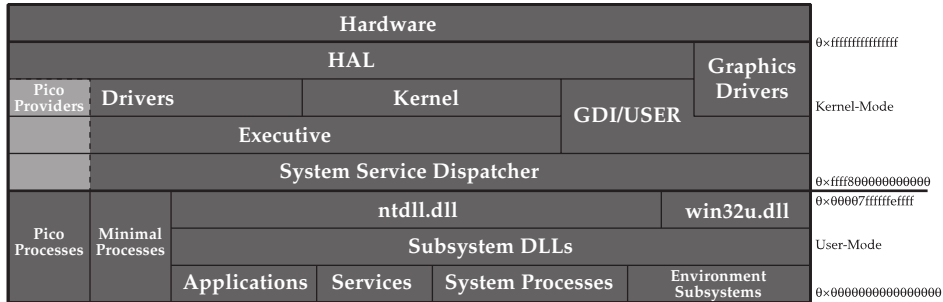 Hardware
0×ffffffffffffffff
HAL
Graphics
Drivers
Pico
Providers
Drivers
Kernel
GDI/USER
Kernel-Mode
Executive
System Service Dispatcher
0×ffff800000000000
0×00007ffffffeffff
ntdll.dll
win32u.dll
Pico
Processes
Minimal
Processes
Subsystem DLLs
User-Mode
Applications
Services
System Processes
Environment
Subsystems
0×0000000000000000